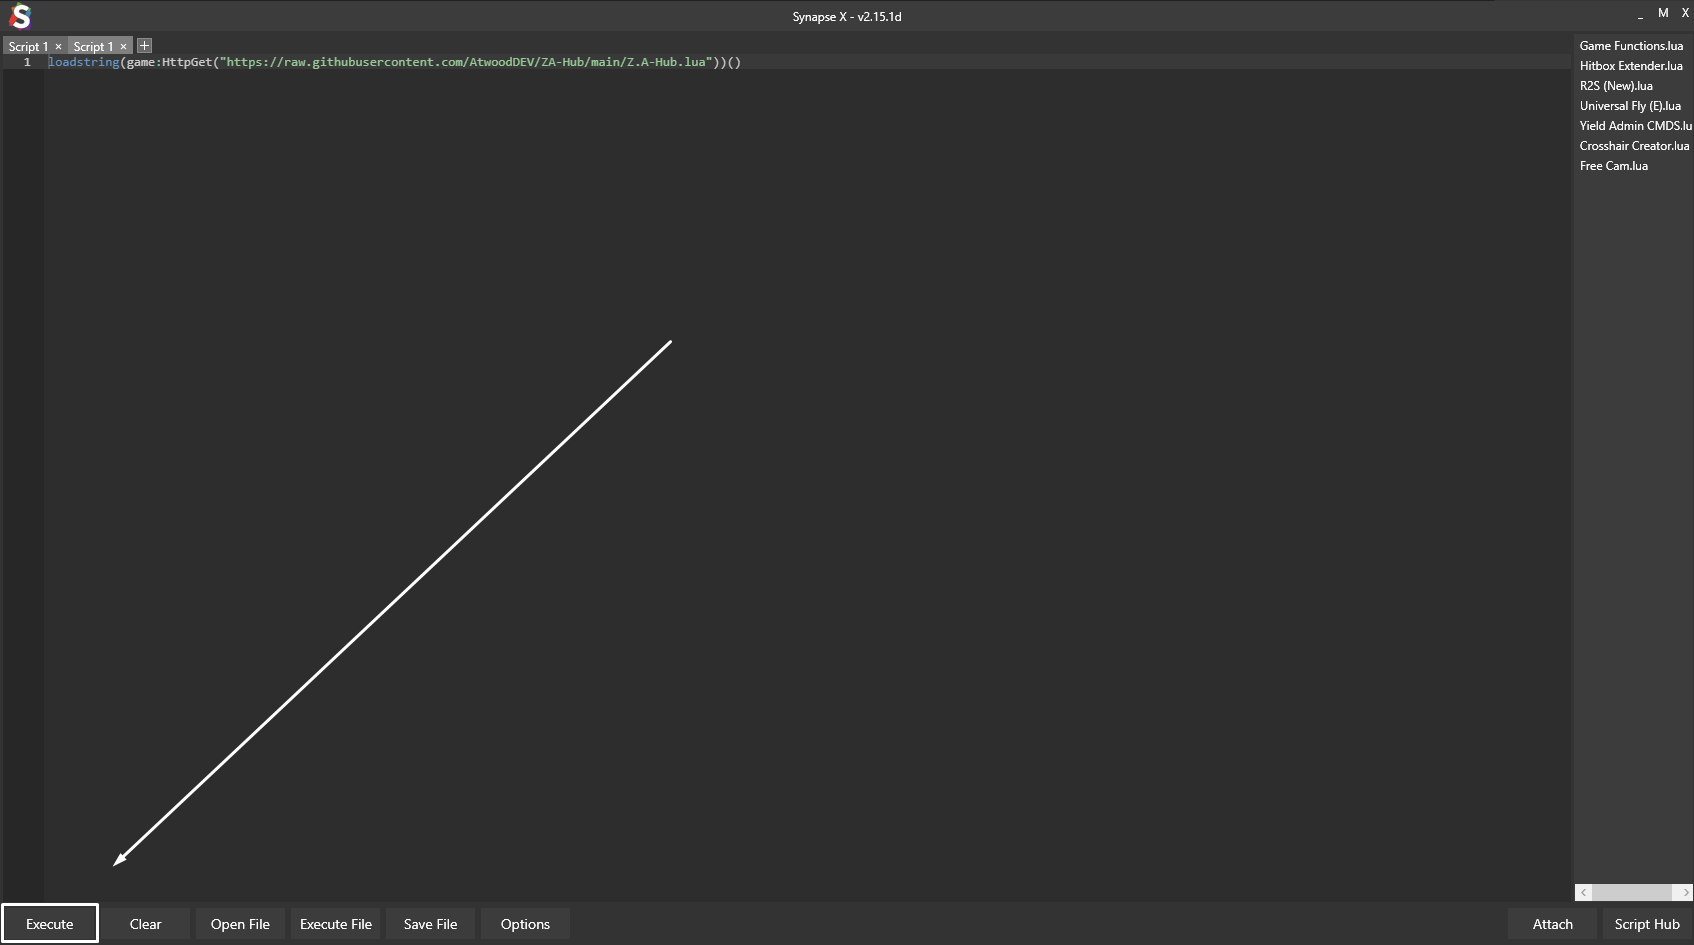 S
Synapse X - v2.15.1d
_ M X
Script 1 × Script 1 × +
1 loadstring(game:HttpGet("https://raw.githubusercontent.com/AtwoodDEV/ZA-Hub/main/Z.A-Hub.lua"))()
Game Functions.lua
Hitbox Extender.lua
R2S (New).lua
Universal Fly (E).lua
Yield Admin CMDS.lu
Crosshair Creator.lua
Free Cam.lua
Execute Clear Open File Execute File Save File Options Attach Script Hub